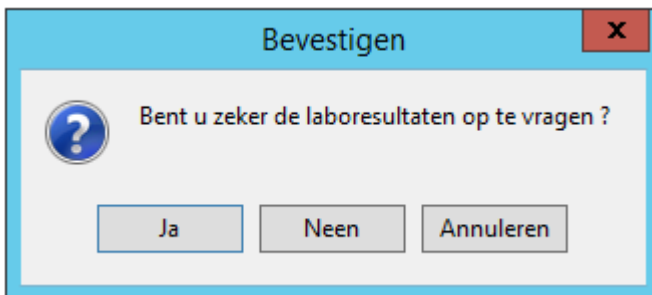 Bevestigen
x
Bent u zeker de laboresultaten op te vragen ?
Ja Neen Annuleren